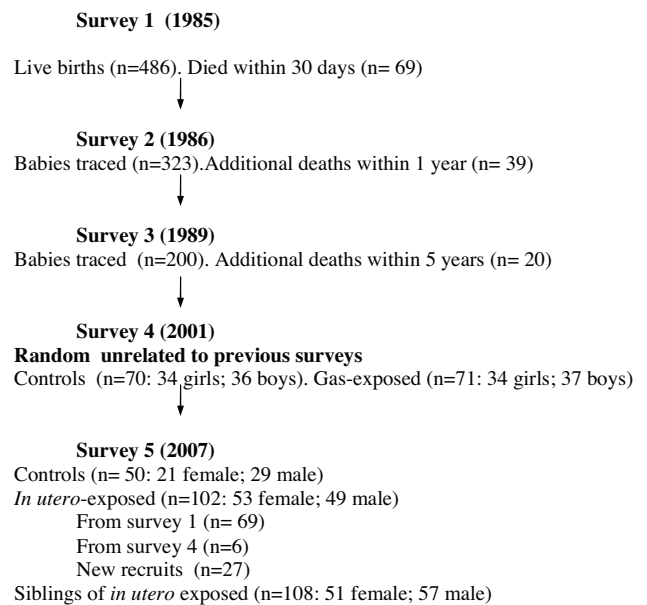 Survey 1 (1985)
Live births (n=486). Died within 30 days (n= 69)
Survey 2 (1986)
Babies traced (n=323).Additional deaths within 1 year (n= 39)
Survey 3 (1989)
Babies traced (n=200). Additional deaths within 5 years (n= 20)
Survey 4 (2001)
Random unrelated to previous surveys
Controls (n=70: 34 girls; 36 boys). Gas-exposed (n=71: 34 girls; 37 boys)
Survey 5 (2007)
Controls (n= 50: 21 female; 29 male)
In utero-exposed (n=102: 53 female; 49 male)
From survey 1 (n= 69)
From survey 4 (n=6)
New recruits (n=27)
Siblings of in utero exposed (n=108: 51 female; 57 male)